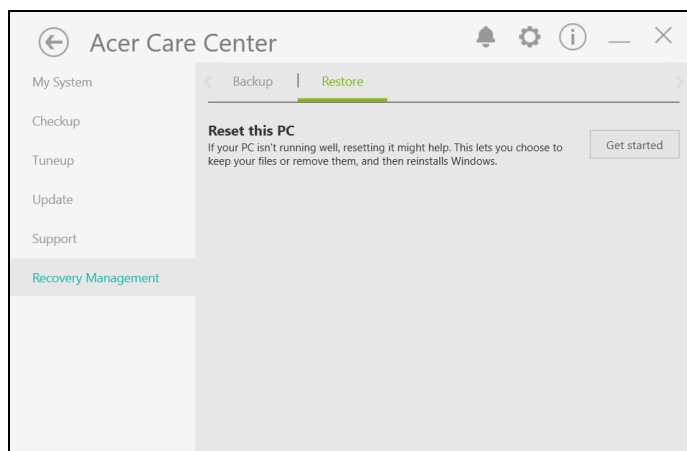 Acer Care Center
My System
Checkup
Tuneup
Update
Support
Recovery Management
Backup | Restore
Reset this PC
If your PC isn't running well, resetting it might help. This lets you choose to
keep your files or remove them, and then reinstalls Windows.
Get started